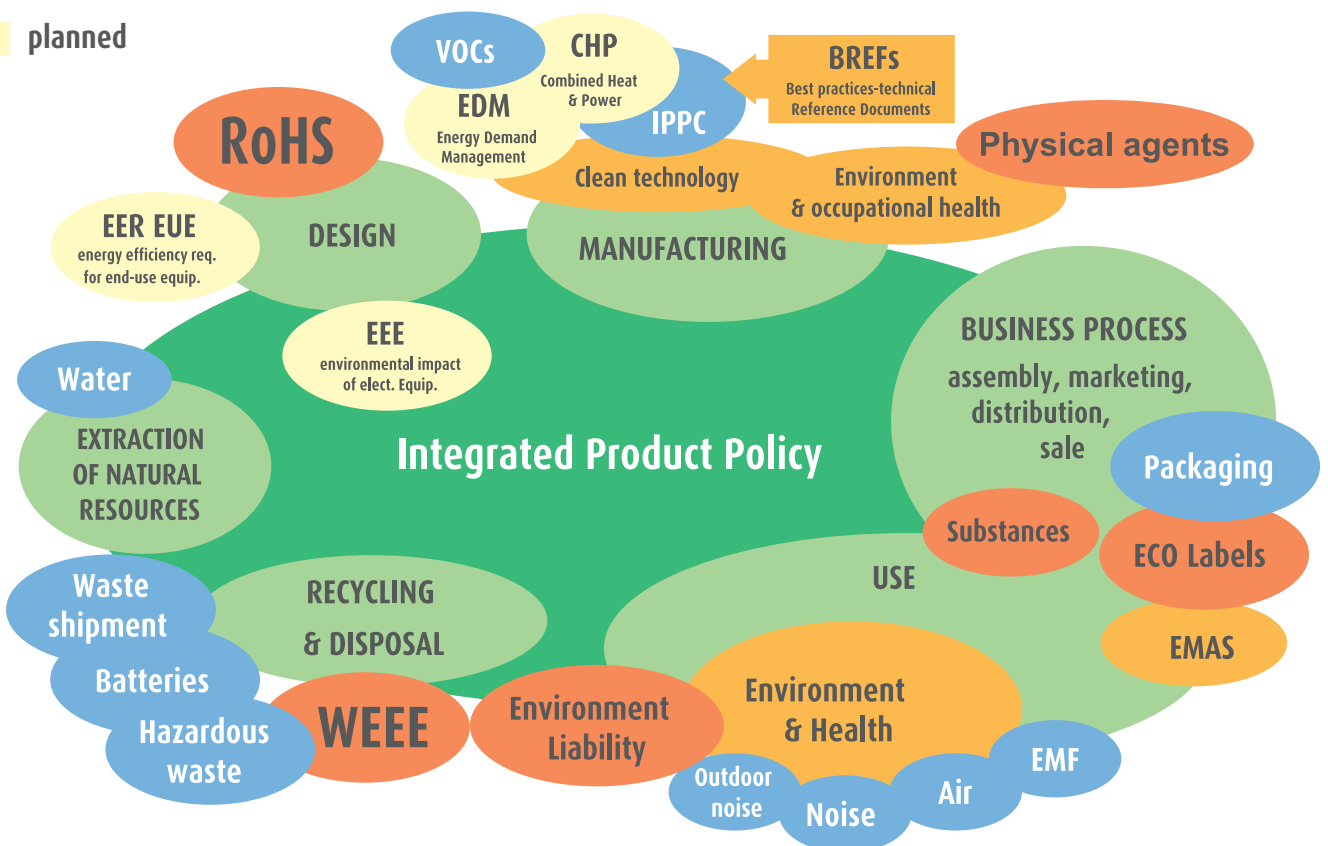 planned
VOCs
CHP
Combined Heat
& Power
EDM
Energy Demand
Management
IPPC
BREFs
Best practices-technical
Reference Documents
RoHS
Clean technology
Environment
& occupational health
Physical agents
EER EUE
energy efficiency req.
for end-use equip.
DESIGN
MANUFACTURING
EEE
environmental impact
of elect. Equip.
BUSINESS PROCESS
assembly, marketing,
distribution,
sale
Water
EXTRACTION
OF NATURAL
RESOURCES
Integrated Product Policy
Packaging
Substances
ECO Labels
EMAS
Waste
shipment
Batteries
Hazardous
waste
RECYCLING
& DISPOSAL
WEEE
Environment
Liability
USE
Environment
& Health
Outdoor
noise
Noise
Air
EMF